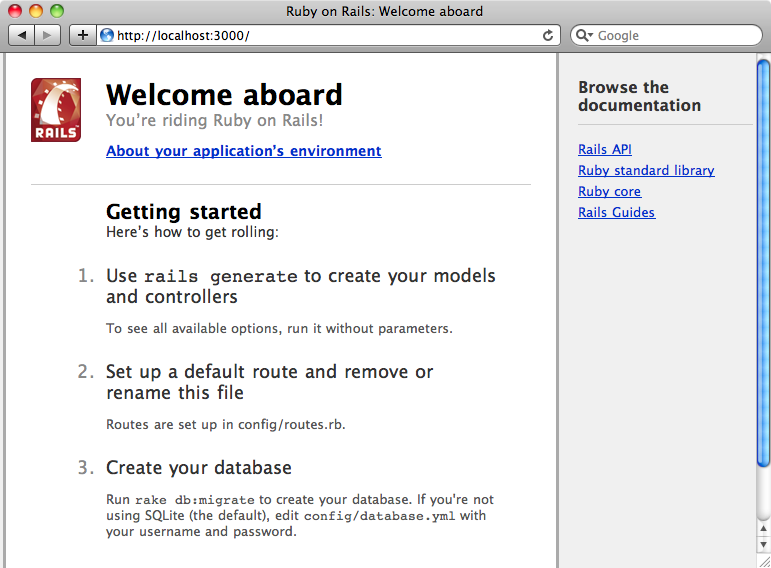 Ruby on Rails: Welcome aboard
http://localhost:3000/
Google
RAILS
Welcome aboard
You're riding Ruby on Rails!
About your application's environment
Getting started
Here's how to get rolling:
1. Use rails generate to create your models
and controllers
To see all available options, run it without parameters.
2. Set up a default route and remove or
rename this file
Routes are set up in config/routes.rb.
3. Create your database
Run rake db:migrate to create your database. If you're not
using SQLite (the default), edit config/database.yml with
your username and password.
Browse the
documentation
Rails API
Ruby standard library
Ruby core
Rails Guides